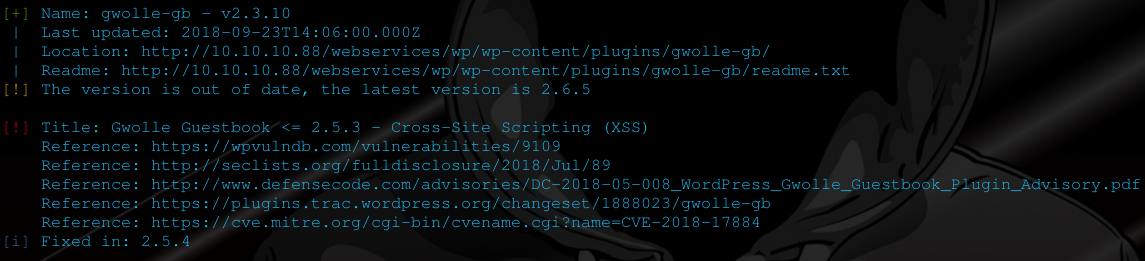 [+] Name: gwolle-gb - v2.3.10
| Last updated: 2018-09-23T14:06:00.000Z
| Location: http://10.10.10.88/webservices/wp/wp-content/plugins/gwolle-gb/
| Readme: http://10.10.10.88/webservices/wp/wp-content/plugins/gwolle-gb/readme.txt
[!] The version is out of date, the latest version is 2.6.5
[!] Title: Gwolle Guestbook <= 2.5.3 - Cross-Site Scripting (XSS)
Reference: https://wpvulndb.com/vulnerabilities/9109
Reference: http://seclists.org/fulldisclosure/2018/Jul/89
Reference: http://www.defensecode.com/advisories/DC-2018-05-008_WordPress_Gwolle_Guestbook_Plugin_Advisory.pdf
Reference: https://plugins.trac.wordpress.org/changeset/1888023/gwolle-gb
Reference: https://cve.mitre.org/cgi-bin/cvename.cgi?name=CVE-2018-17884
[i] Fixed in: 2.5.4